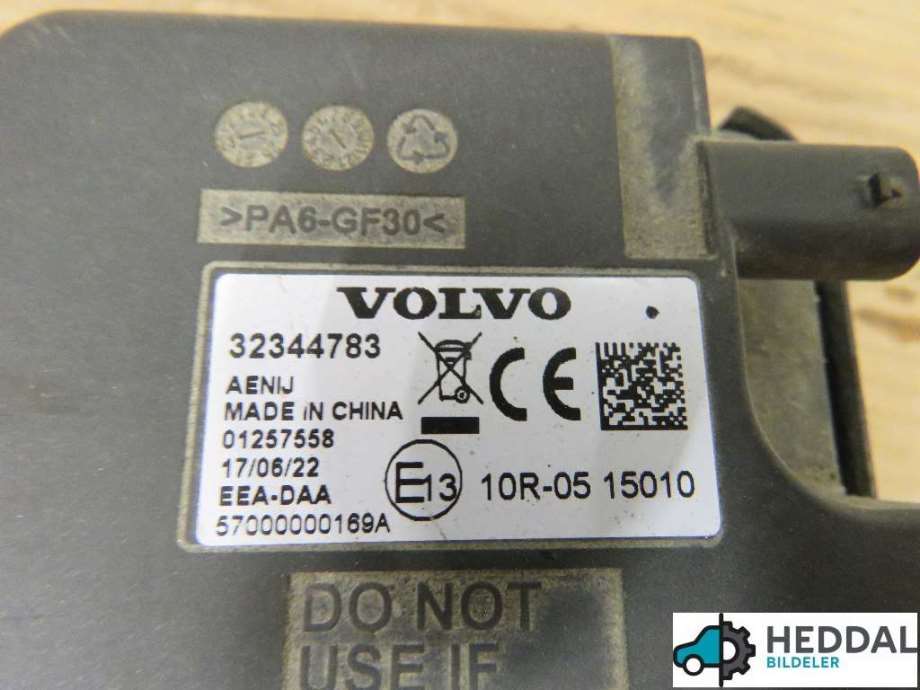 >PA6-GF30<
VOLVO
32344783
AENIJ
MADE IN CHINA
01257558
17/06/22
EEA-DAA
57000000169A
CE
E13 10R-05 15010
DO NOT
USE IF
HEDDAL
BILDELER